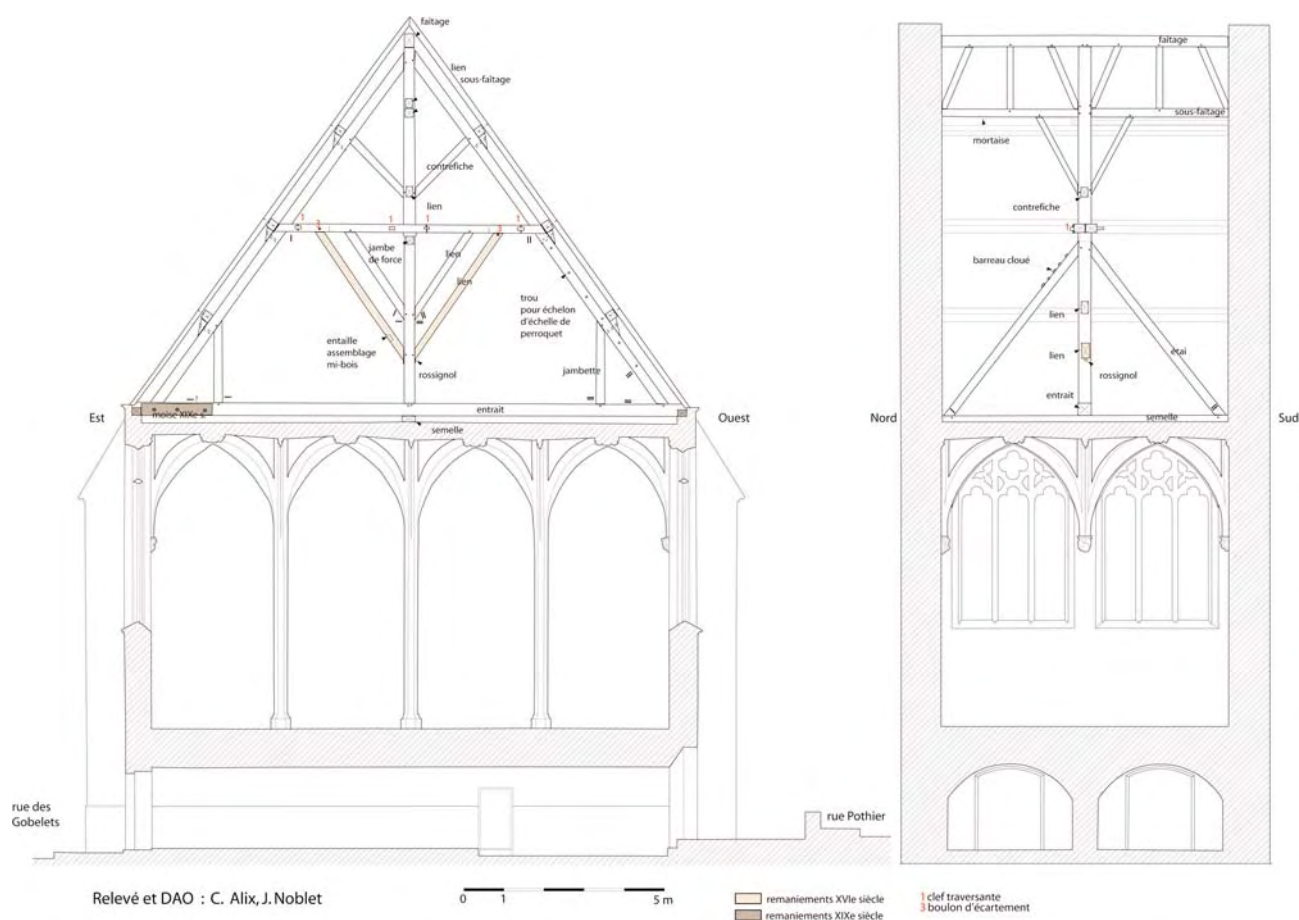 faîtage
lien
sous-faîtage
contrefiche
lien
1
3
1
1
3
1
I
II
jambe
de force
lien
lien
trou
pour échelon
d'échelle de
perroquet
entaille
assemblage
mi-bois
rossignol
jambette
III
moise XIXe s.
entrait
Est
Ouest
semelle
rue des
Gobelets
rue Pothier
faîtage
sous-faîtage
mortaise
contrefiche
1
barreau cloué
lien
lien
étai
rossignol
entrait
Nord
semelle
Sud
Relevé et DAO : C. Alix, J. Noblet
0 1 5 m
remaniements XVIe siècle
remaniements XIXe siècle
1 clef traversante
3 boulon d'écartement